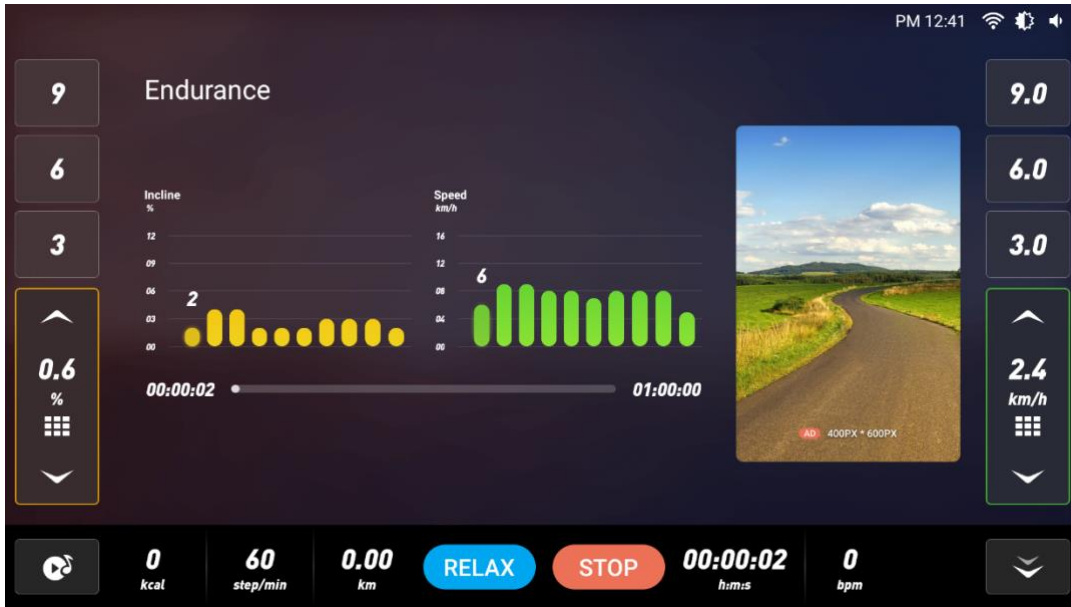 PM 12:41
9
6
3
0.6
%
Endurance
Incline
%
12
09
06
03
00
2
Speed
km/h
16
12
08
04
00
6
00:00:02
01:00:00
AD 400PX * 600PX
9.0
6.0
3.0
2.4
km/h
0
kcal
60
step/min
0.00
km
RELAX
STOP
00:00:02
h:m:s
0
bpm